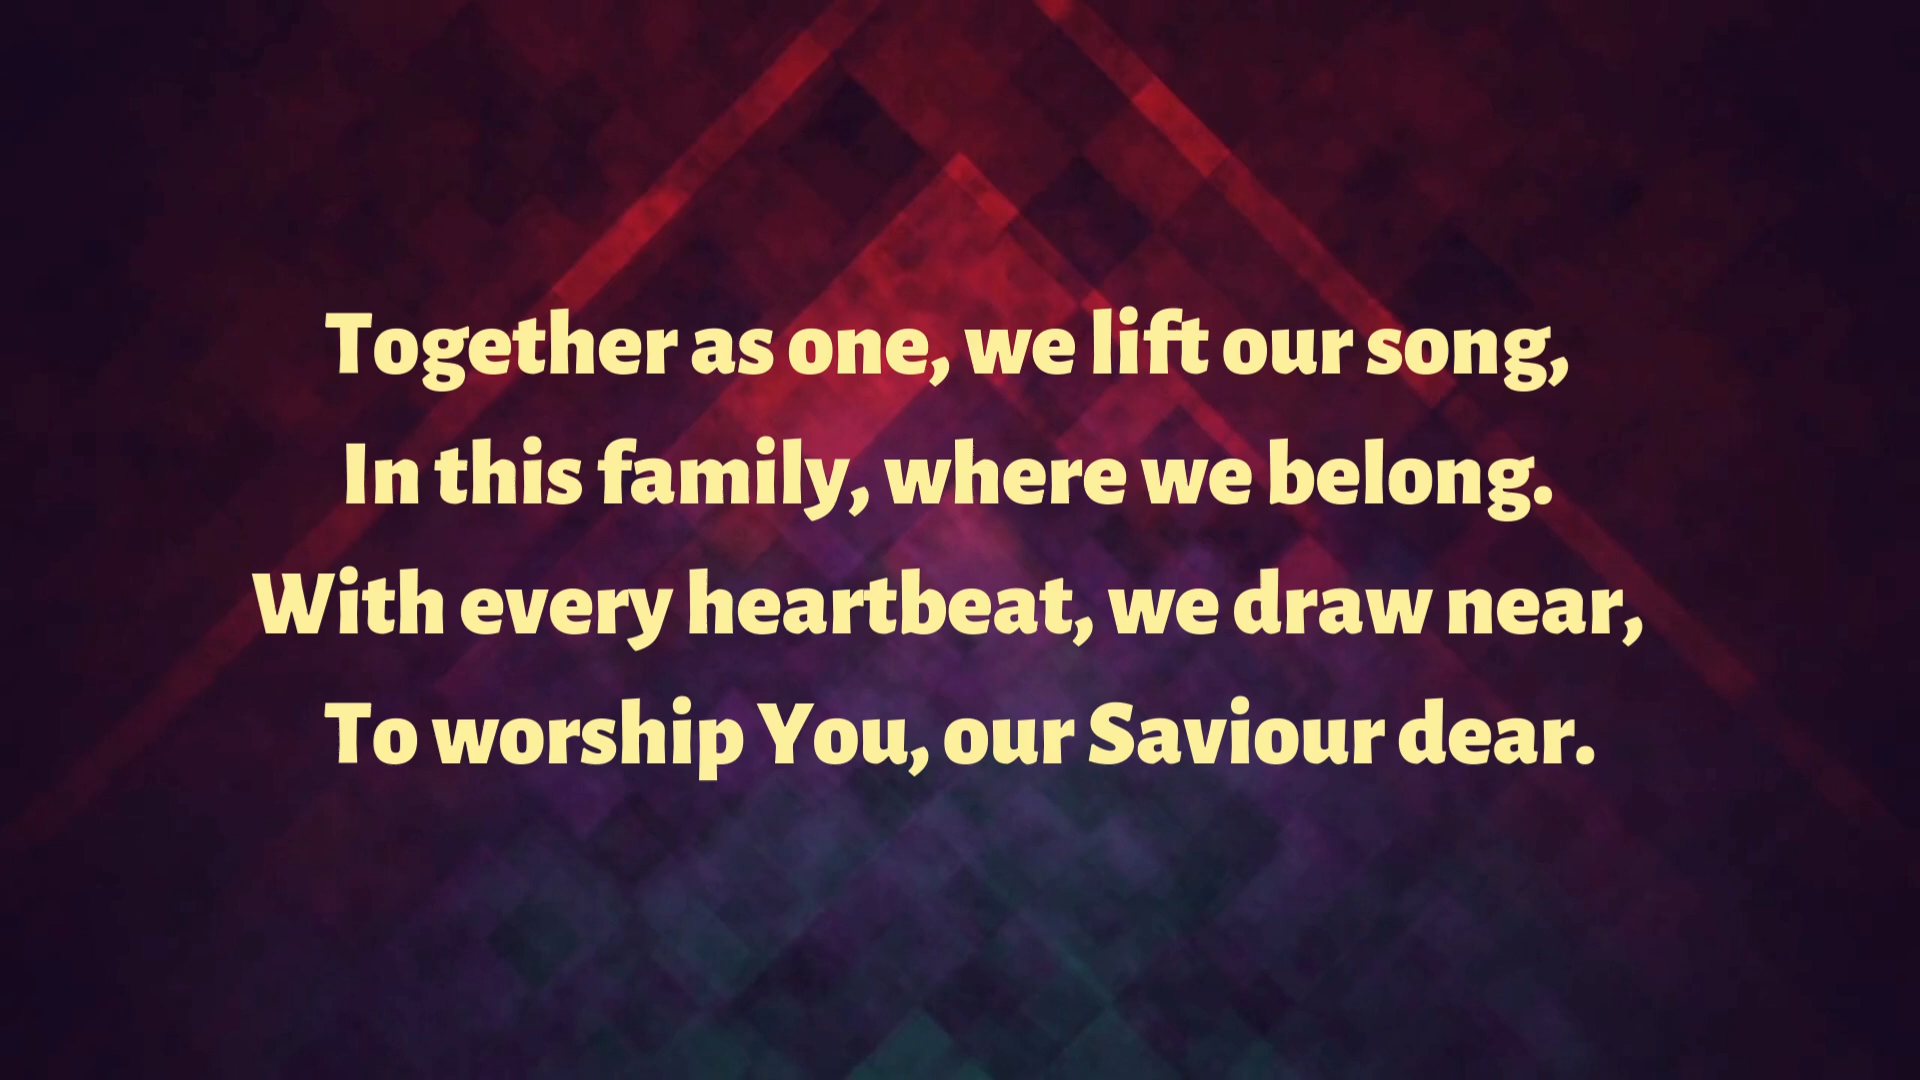 Together as one, we lift our song,
In this family, where we belong.
With every heartbeat, we draw near,
To worship You, our Saviour dear.